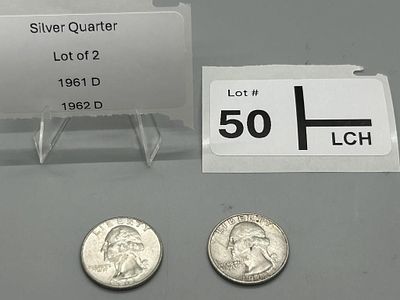 Silver Quarter
Lot of 2
1961 D
1962 D
Lot #
50
LCH
LIBERTY
LIBERTY